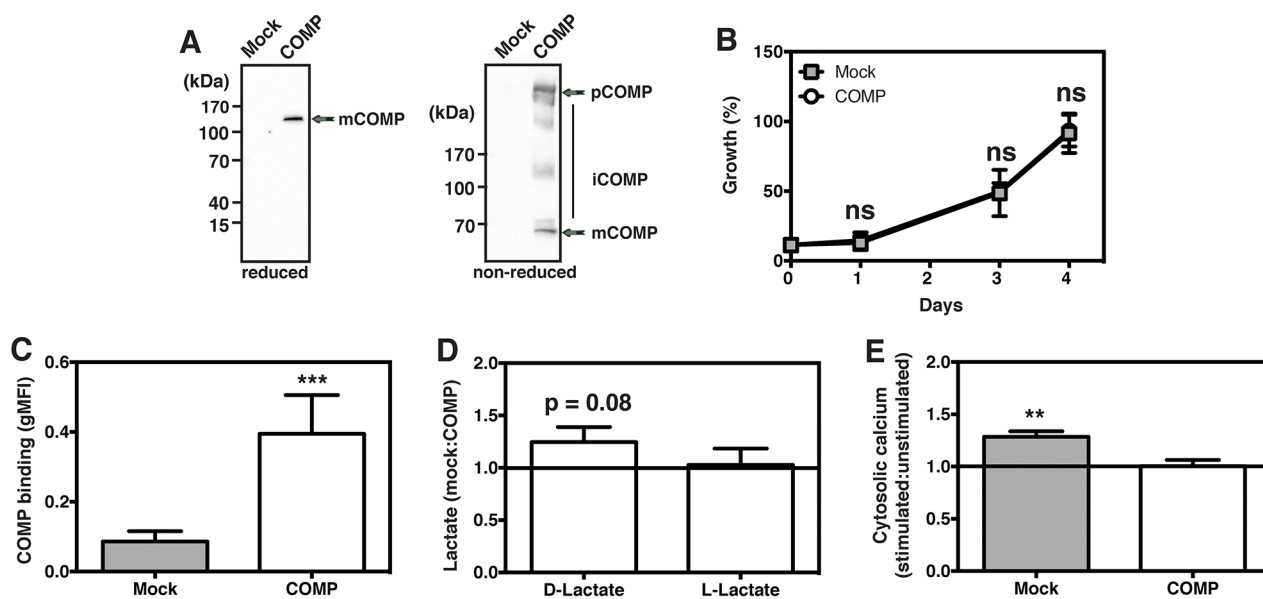 A
Mock COMP
(kDa)
170
100
70
40
15
mCOMP
reduced
Mock COMP
(kDa)
170
100
70
pCOMP
iCOMP
mCOMP
non-reduced
B
Growth (%)
150
100
50
0
Mock
COMP
ns
ns
ns
0 1 2 3 4
Days
C
COMP binding (gMFI)
0.6
0.4
0.2
0.0
***
Mock COMP
D
Lactate (mock:COMP)
2.0
1.5
1.0
0.5
0.0
p = 0.08
D-Lactate L-Lactate
E
Cytosolic calcium
(stimulated:unstimulated)
2.0
1.5
1.0
0.5
0.0
**
Mock COMP